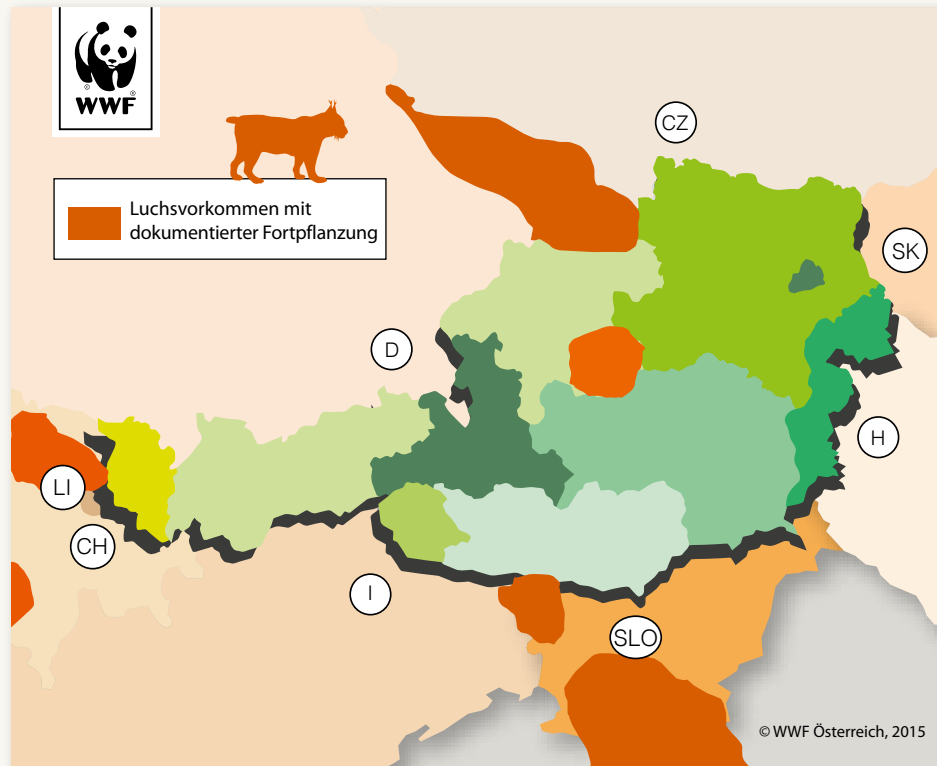 WWF
CZ
Luchsvorkommen mit
dokumentierter Fortpflanzung
SK
D
H
LI
CH
I
SLO
© WWF Österreich, 2015